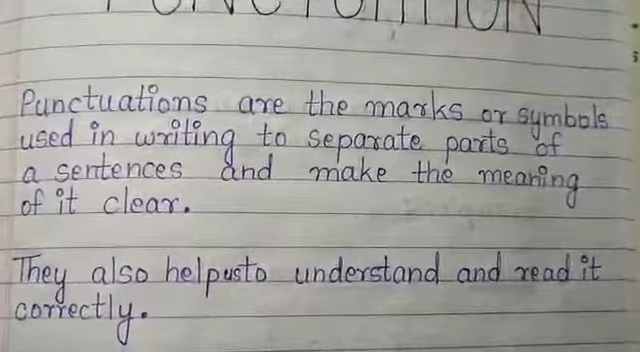 PUNCTUATION
Punctuations are the marks or symbols
used in writing to separate parts of
a sentences and make the meaning
of it clear.
They also helpusto understand and read it
correctly.